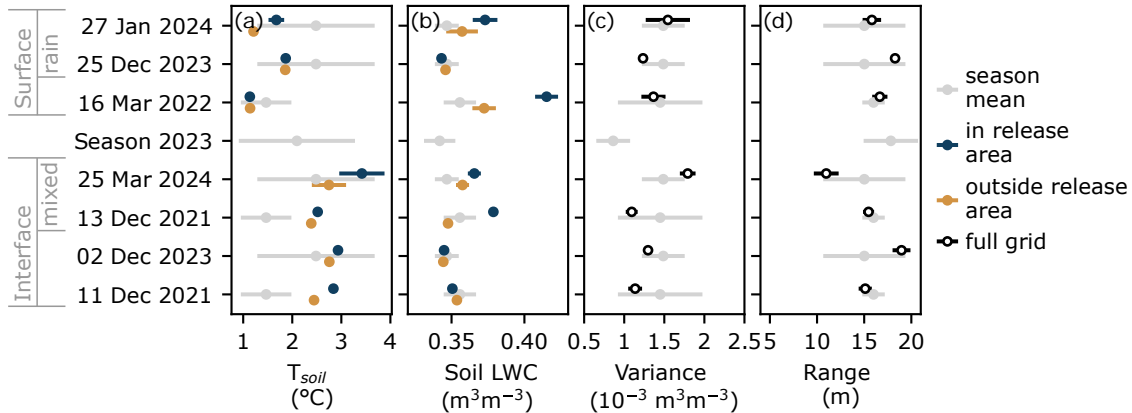 (a)
(b)
(c)
(d)
Surface
rain
Interface
mixed
27 Jan 2024
25 Dec 2023
16 Mar 2022
Season 2023
25 Mar 2024
13 Dec 2021
02 Dec 2023
11 Dec 2021
1 2 3 4
0.35 0.40
0.5 1 1.5 2 2.5
5 10 15 20
T_soil
(°C)
Soil LWC
(m³m⁻³)
Variance
(10⁻³ m³m⁻³)
Range
(m)
season
mean
in release
area
outside release
area
full grid